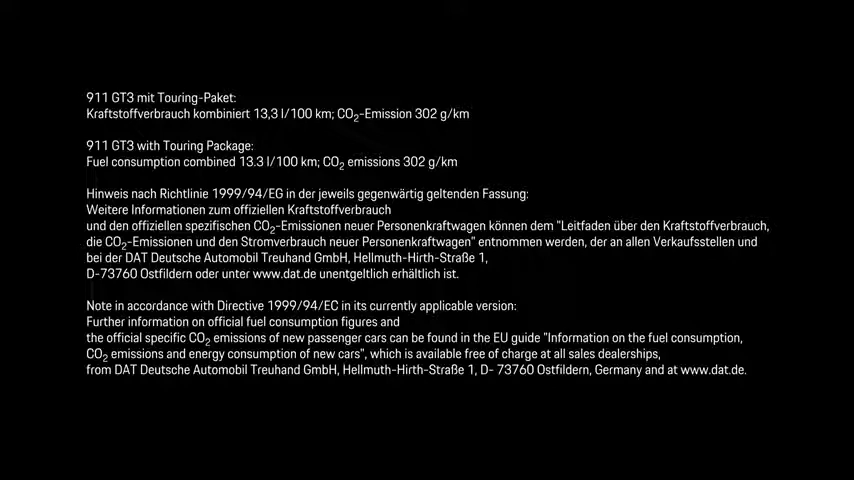 911 GT3 mit Touring-Paket:
Kraftstoffverbrauch kombiniert 13,3 l/100 km; CO₂-Emission 302 g/km
911 GT3 with Touring Package:
Fuel consumption combined 13.3 l/100 km; CO₂ emissions 302 g/km
Hinweis nach Richtlinie 1999/94/EG in der jeweils gegenwärtig geltenden Fassung:
Weitere Informationen zum offiziellen Kraftstoffverbrauch
und den offiziellen spezifischen CO₂-Emissionen neuer Personenkraftwagen können dem "Leitfaden über den Kraftstoffverbrauch,
die CO₂-Emissionen und den Stromverbrauch neuer Personenkraftwagen" entnommen werden, der an allen Verkaufsstellen und
bei der DAT Deutsche Automobil Treuhand GmbH, Hellmuth-Hirth-Straße 1,
D-73760 Ostfildern oder unter www.dat.de unentgeltlich erhältlich ist.
Note in accordance with Directive 1999/94/EC in its currently applicable version:
Further information on official fuel consumption figures and
the official specific CO₂ emissions of new passenger cars can be found in the EU guide "Information on the fuel consumption,
CO₂ emissions and energy consumption of new cars", which is available free of charge at all sales dealerships,
from DAT Deutsche Automobil Treuhand GmbH, Hellmuth-Hirth-Straße 1, D- 73760 Ostfildern, Germany and at www.dat.de.